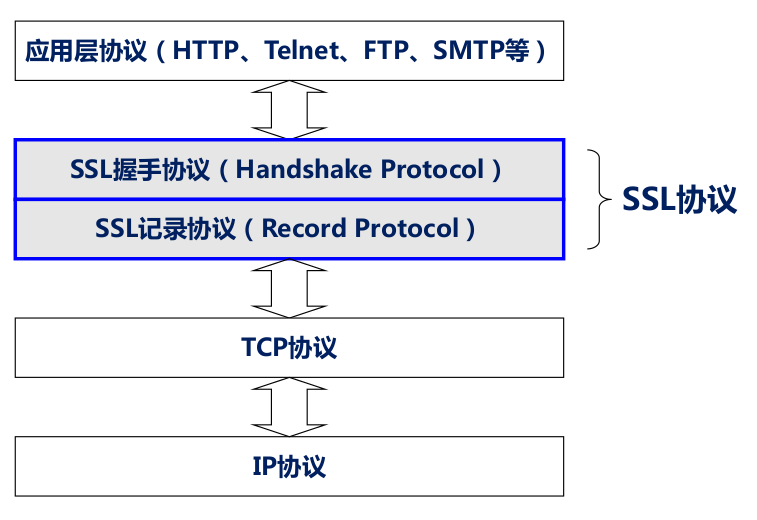 应用层协议（HTTP、Telnet、FTP、SMTP等）
SSL握手协议（Handshake Protocol）
SSL记录协议（Record Protocol）
SSL协议
TCP协议
IP协议